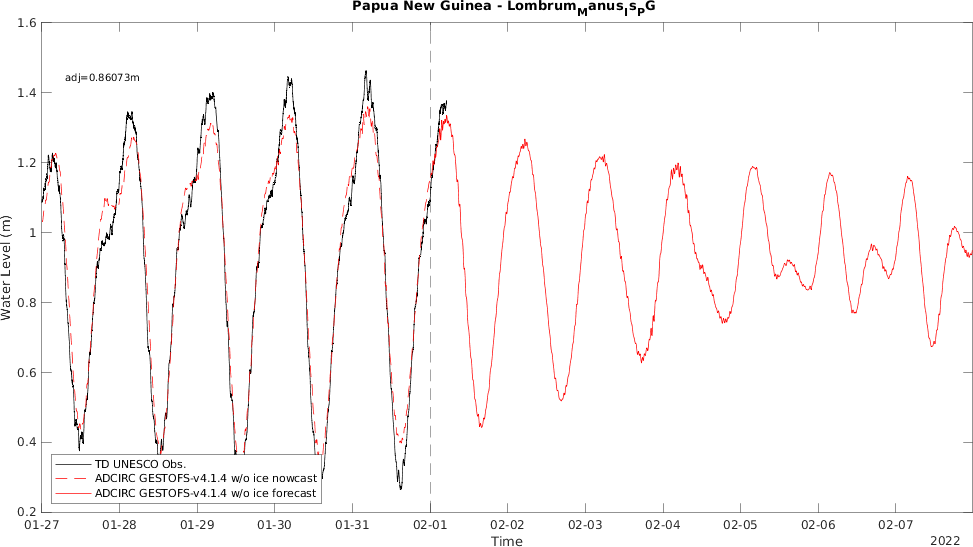 Papua New Guinea - LombrumManusIsPG
1.6
adj=0.86073m
1.4
1.2
1
0.8
0.6
0.4
0.2
Water Level (m)
TD UNESCO Obs.
ADCIRC GESTOFS-v4.1.4 w/o ice nowcast
ADCIRC GESTOFS-v4.1.4 w/o ice forecast
01-27 01-28 01-29 01-30 01-31 02-01 02-02 02-03 02-04 02-05 02-06 02-07
Time
2022